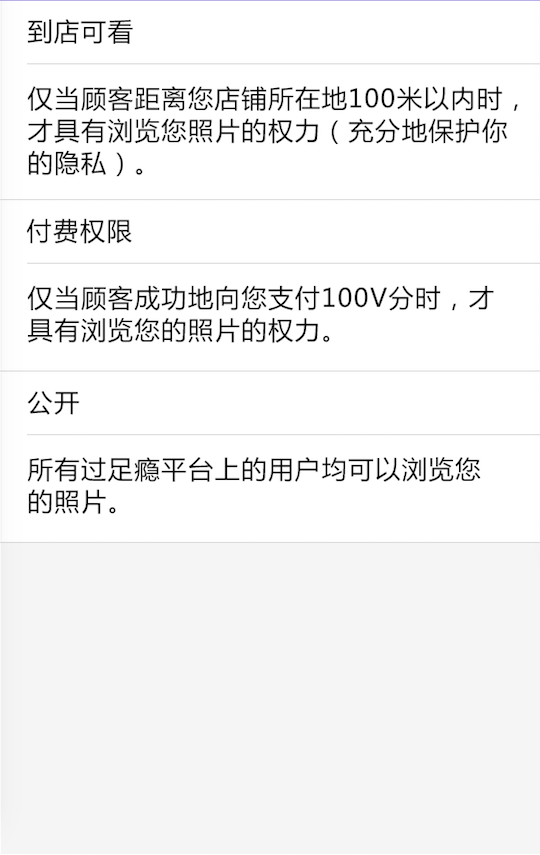 到店可看
仅当顾客距离您店铺所在地100米以内时，
才具有浏览您照片的权力（充分地保护你
的隐私）。
付费权限
仅当顾客成功地向您支付100V分时，才
具有浏览您的照片的权力。
公开
所有过足瘾平台上的用户均可以浏览您
的照片。